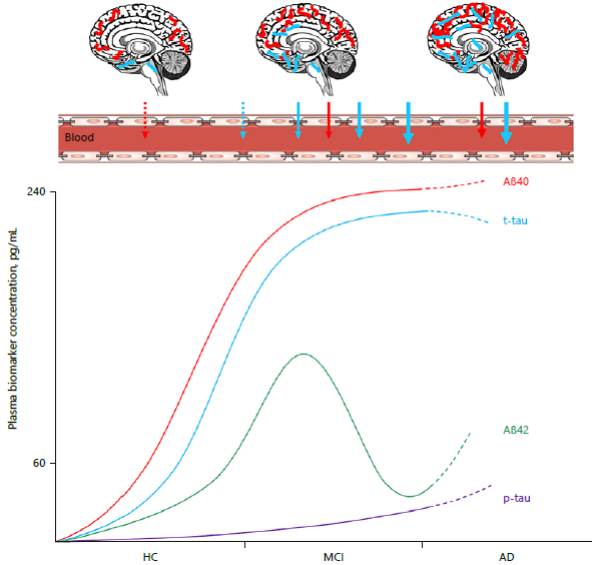 Blood
240
Aß40
t-tau
Plasma biomarker concentration, pg/mL
Aß42
60
p-tau
HC MCI AD